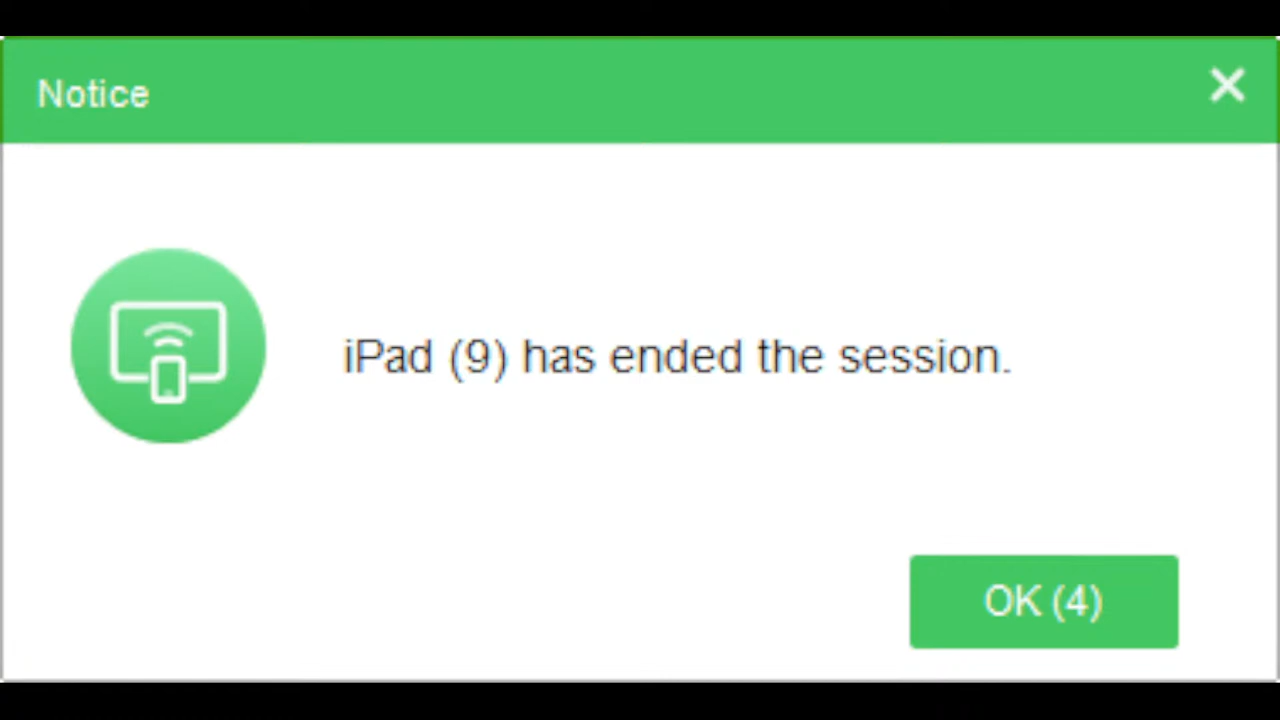 Notice
iPad (9) has ended the session.
OK (4)